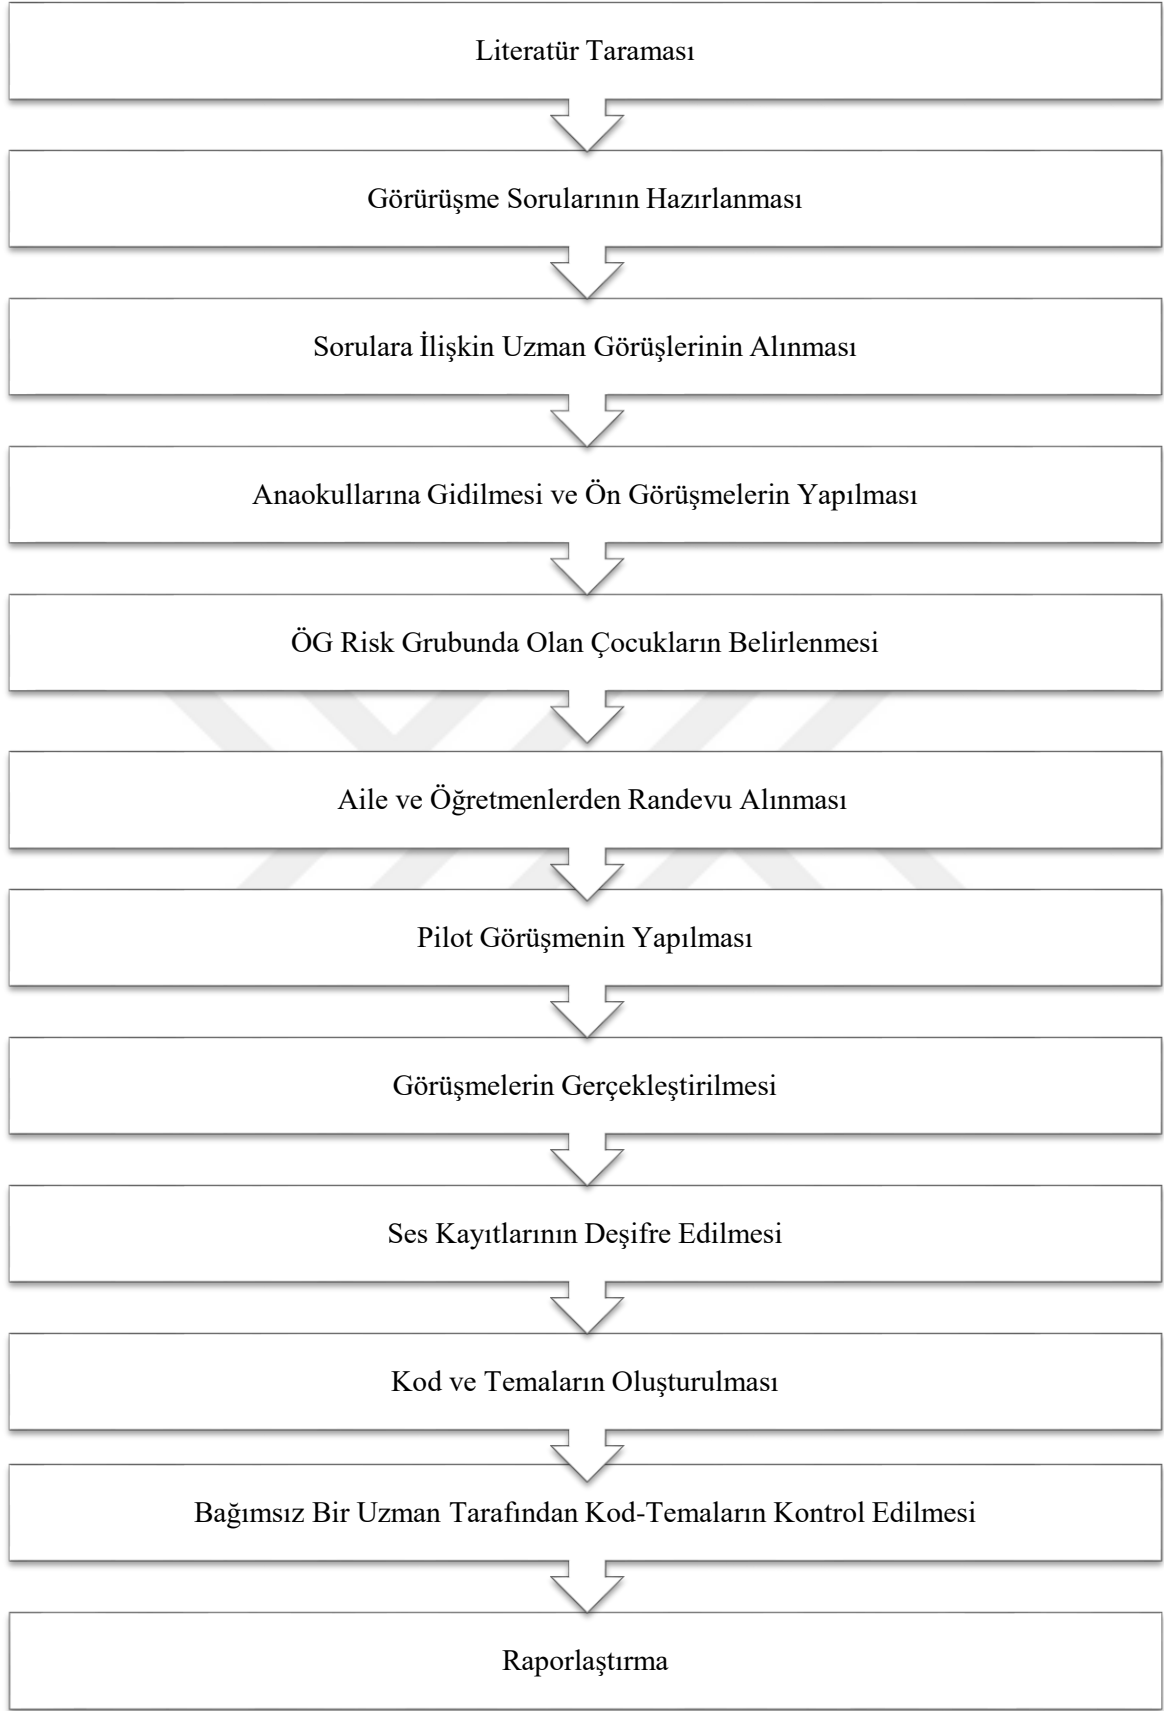 Literatür Taraması
Görürüşme Sorularının Hazırlanması
Sorulara İlişkin Uzman Görüşlerinin Alınması
Anaokullarına Gidilmesi ve Ön Görüşmelerin Yapılması
ÖG Risk Grubunda Olan Çocukların Belirlenmesi
Aile ve Öğretmenlerden Randevu Alınması
Pilot Görüşmenin Yapılması
Görüşmelerin Gerçekleştirilmesi
Ses Kayıtlarının Deşifre Edilmesi
Kod ve Temaların Oluşturulması
Bağımsız Bir Uzman Tarafından Kod-Temaların Kontrol Edilmesi
Raporlaştırma